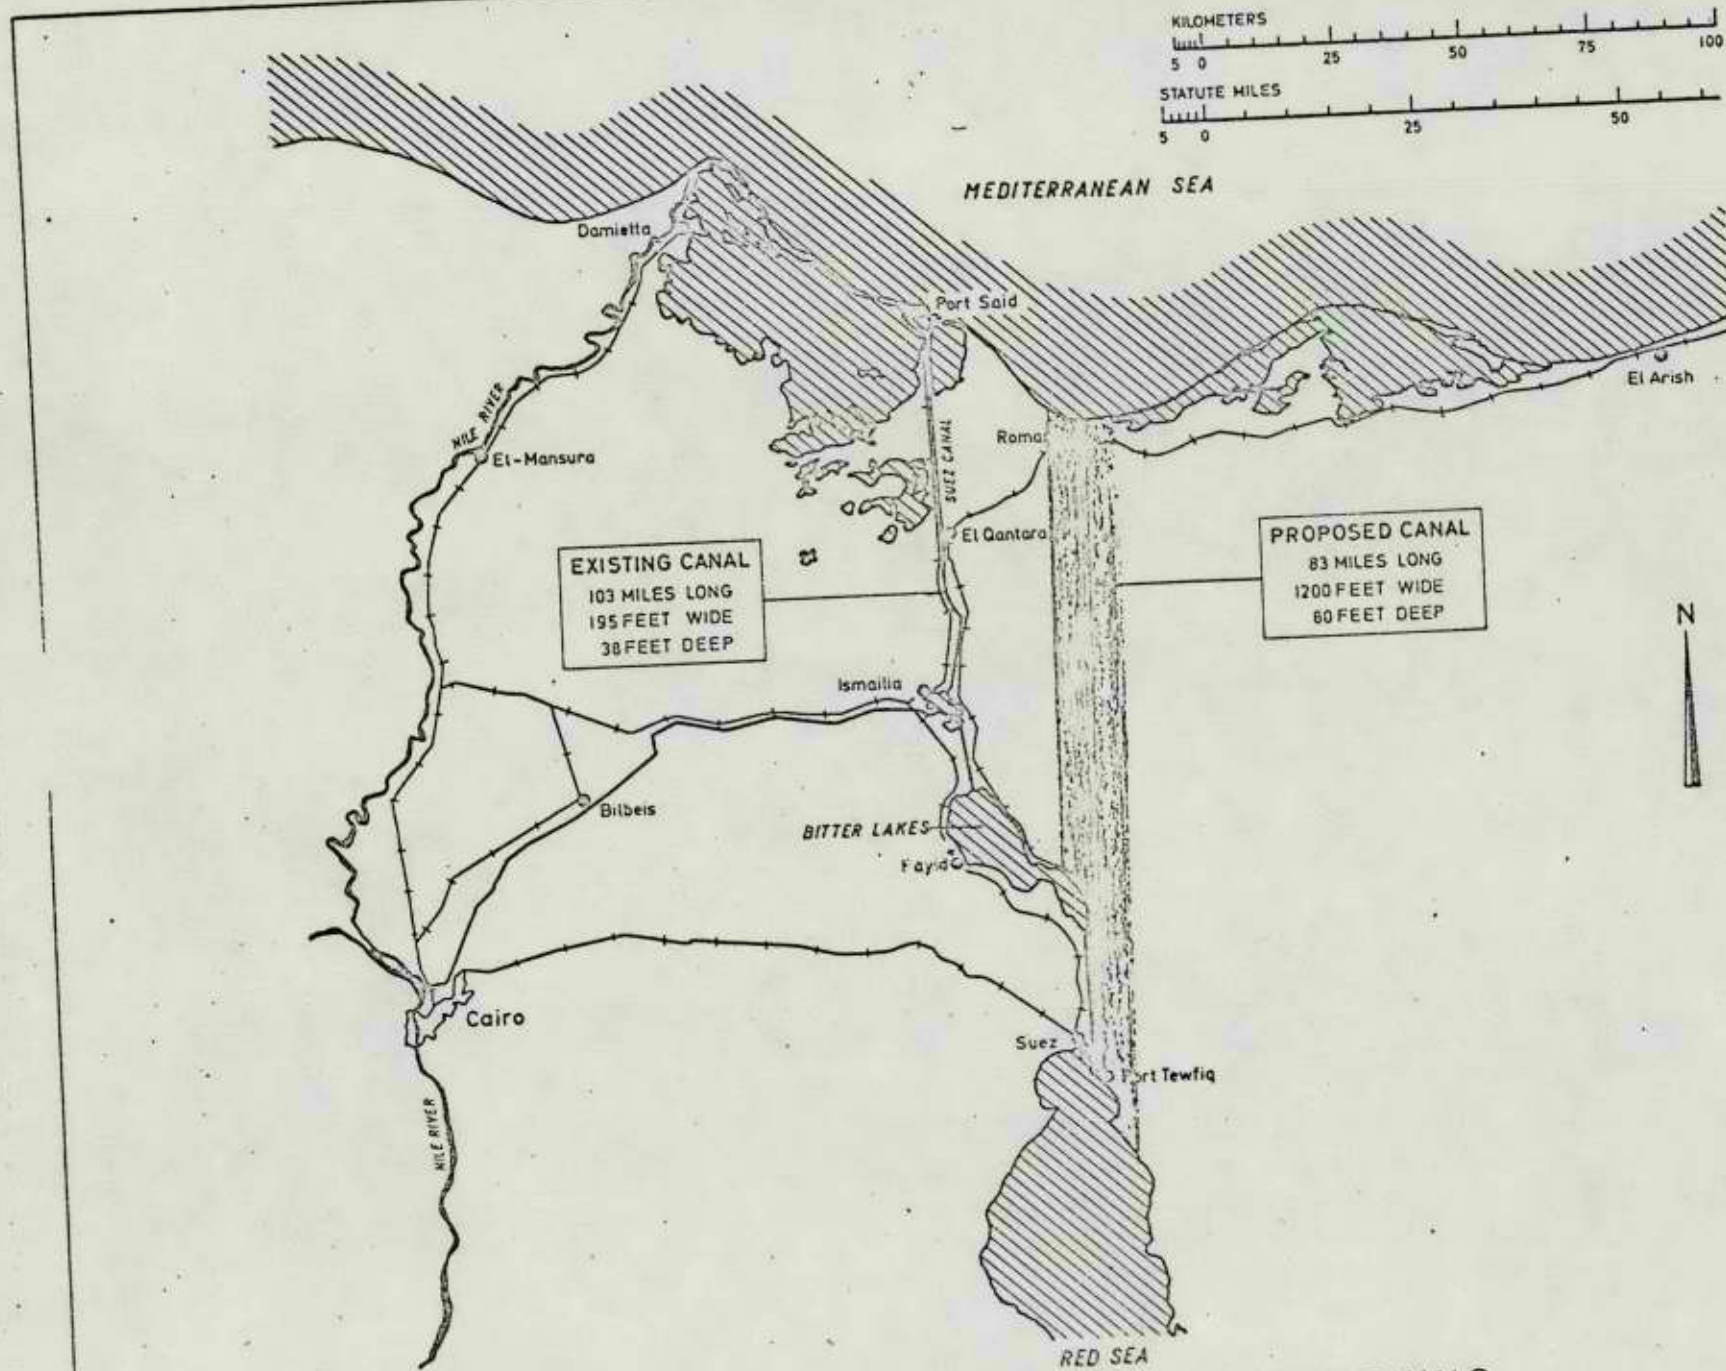 KILOMETERS
5 0 25 50 75 100
STATUTE MILES
5 0 25 50
MEDITERRANEAN SEA
Damietta
Port Said
El Arish
NILE RIVER
El-Mansura
SUEZ CANAL
Roma
El Qantara
EXISTING CANAL
103 MILES LONG
195 FEET WIDE
38 FEET DEEP
PROPOSED CANAL
83 MILES LONG
1200 FEET WIDE
60 FEET DEEP
N
Ismailia
Bilbeis
BITTER LAKES
Fayid
Cairo
Suez
Port Tewfiq
NILE RIVER
RED SEA